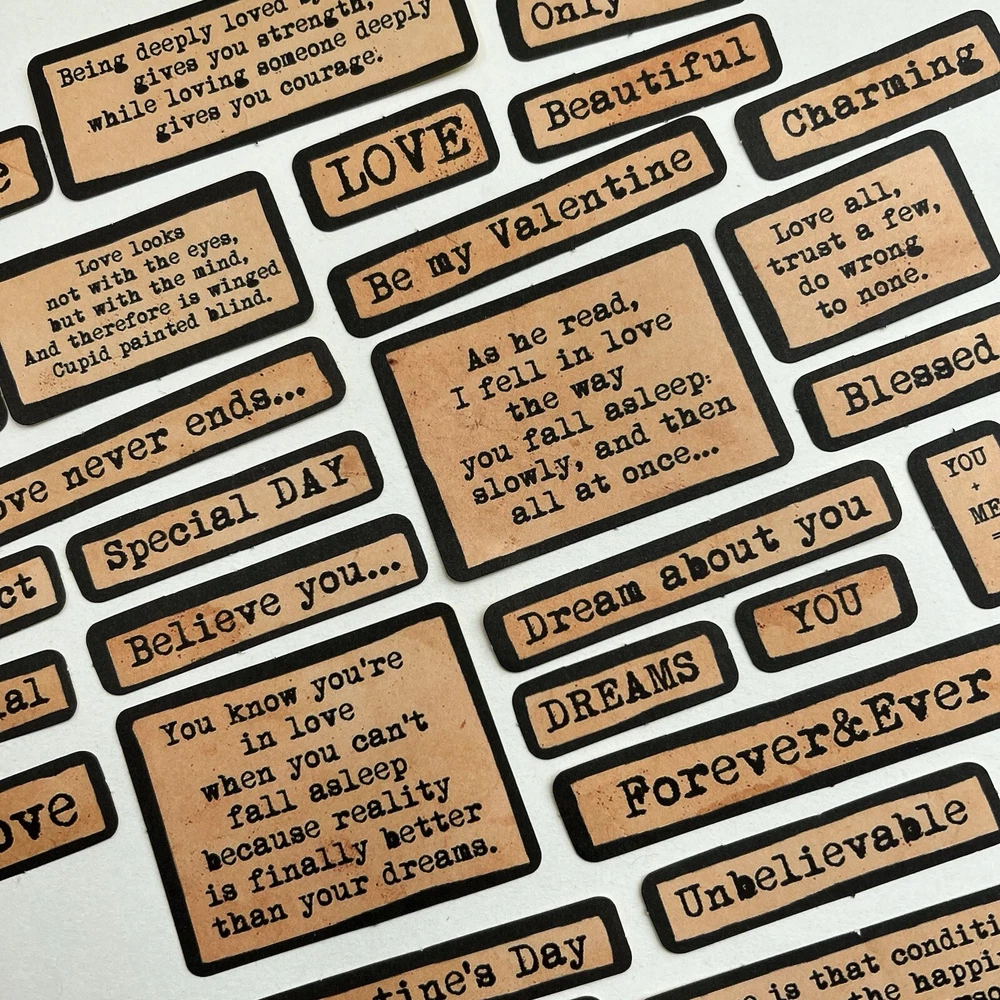 Being deeply loved
gives you strength,
while loving someone deeply
gives you courage.
Only
Beautiful
Charming
LOVE
Be my Valentine
Love all,
trust a few,
do wrong
to none.
Love looks
not with the eyes,
but with the mind,
And therefore is winged
Cupid painted blind.
As he read,
I fell in love
the way
you fall asleep:
slowly, and then
all at once...
Blessed
never ends...
Special DAY
Believe you...
YOU
+
ME
=
Dream about you
YOU
DREAMS
You know you're
in love
when you can't
fall asleep
because reality
is finally better
than your dreams.
Forever&Ever
Unbelievable
Day
is that
the